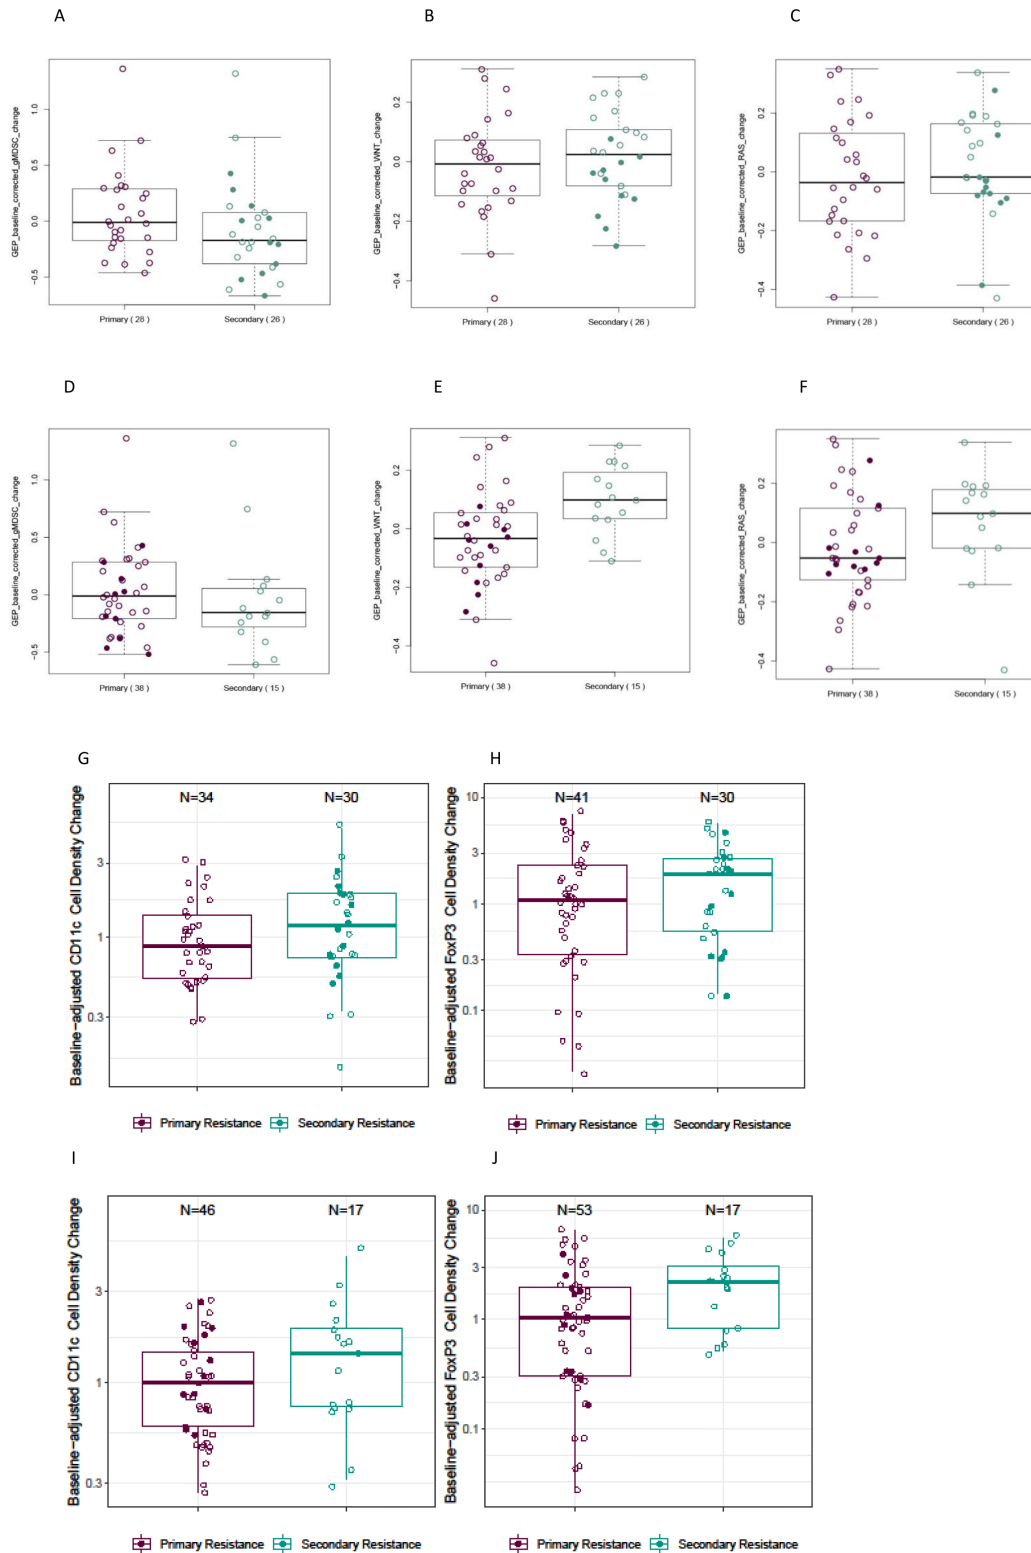 A
B
C
GEP_baseline_corrected_gMDSC_change
1.0
0.5
0.0
−0.5
Primary ( 28 )
Secondary ( 26 )
GEP_baseline_corrected_WNT_change
0.2
0.0
−0.2
−0.4
Primary ( 28 )
Secondary ( 26 )
GEP_baseline_corrected_RAS_change
0.2
0.0
−0.2
−0.4
Primary ( 28 )
Secondary ( 26 )
D
E
F
GEP_baseline_corrected_gMDSC_change
1.0
0.5
0.0
−0.5
Primary ( 38 )
Secondary ( 15 )
GEP_baseline_corrected_WNT_change
0.2
0.0
−0.2
−0.4
Primary ( 38 )
Secondary ( 15 )
GEP_baseline_corrected_RAS_change
0.2
0.0
−0.2
−0.4
Primary ( 38 )
Secondary ( 15 )
G
H
Baseline−adjusted CD11c Cell Density Change
N=34
N=30
3
1
0.3
Primary Resistance
Secondary Resistance
Baseline−adjusted FoxP3 Cell Density Change
N=41
N=30
10
3
1
0.3
0.1
Primary Resistance
Secondary Resistance
I
J
Baseline−adjusted CD11c Cell Density Change
N=46
N=17
3
1
0.3
Primary Resistance
Secondary Resistance
Baseline−adjusted FoxP3 Cell Density Change
N=53
N=17
10
3
1
0.3
0.1
Primary Resistance
Secondary Resistance